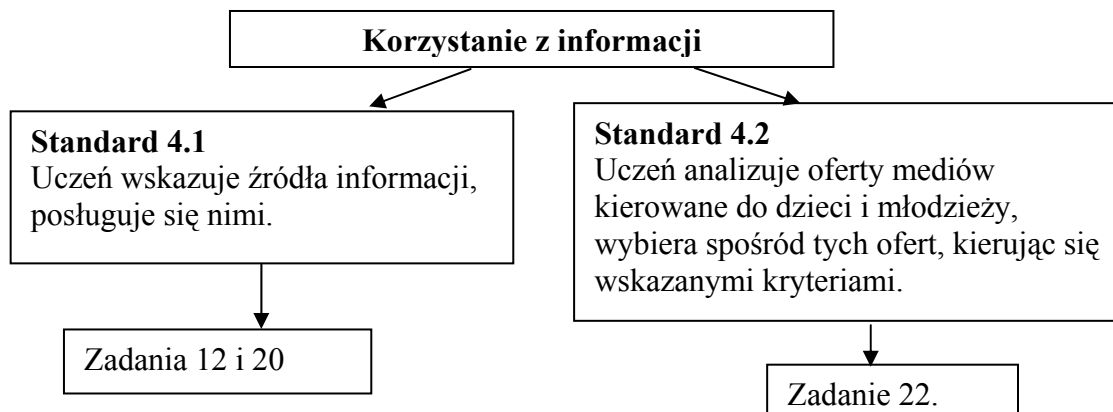 Korzystanie z informacji
Standard 4.1
Uczeń wskazuje źródła informacji,
posługuje się nimi.
Zadania 12 i 20
Standard 4.2
Uczeń analizuje oferty mediów
kierowane do dzieci i młodzieży,
wybiera spośród tych ofert, kierując się
wskazanymi kryteriami.
Zadanie 22.